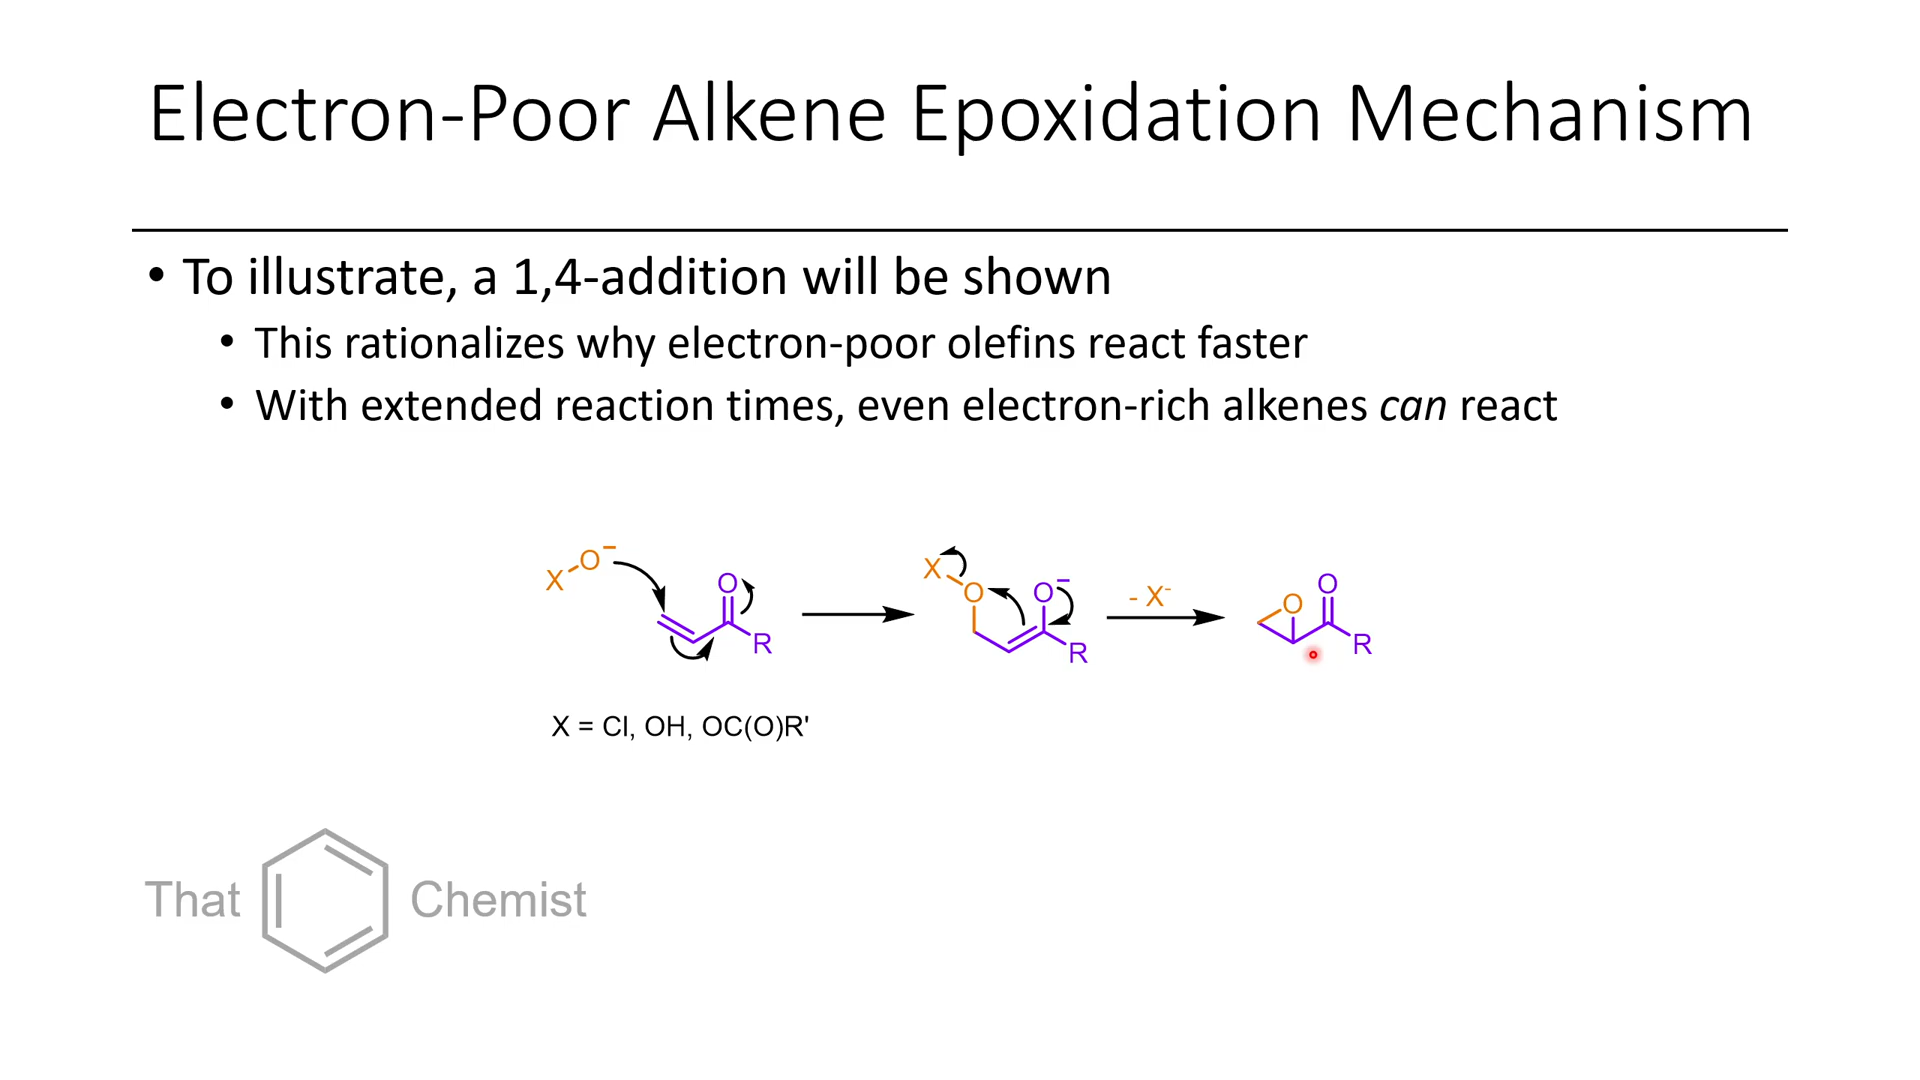 Electron-Poor Alkene Epoxidation Mechanism
• To illustrate, a 1,4-addition will be shown
• This rationalizes why electron-poor olefins react faster
• With extended reaction times, even electron-rich alkenes can react
X O− O R
X O O− R
- X-
O O R
X = Cl, OH, OC(O)R'
That Chemist